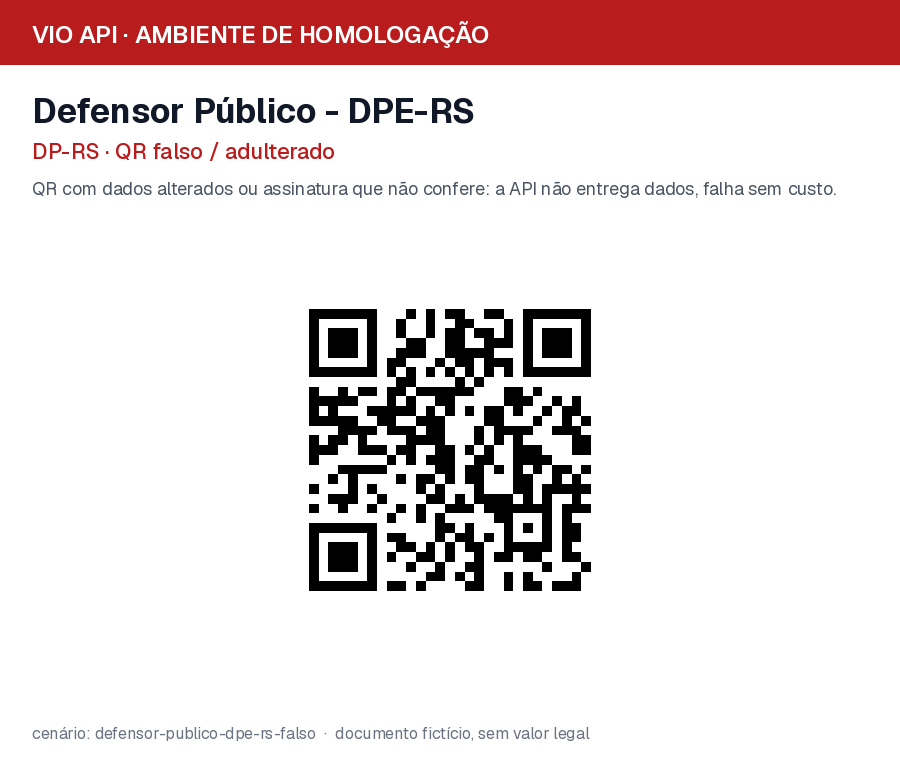 VIO API · AMBIENTE DE HOMOLOGAÇÃO
Defensor Público - DPE-RS
DP-RS · QR falso / adulterado
QR com dados alterados ou assinatura que não confere: a API não entrega dados, falha sem custo.
cenário: defensor-publico-dpe-rs-falso · documento fictício, sem valor legal